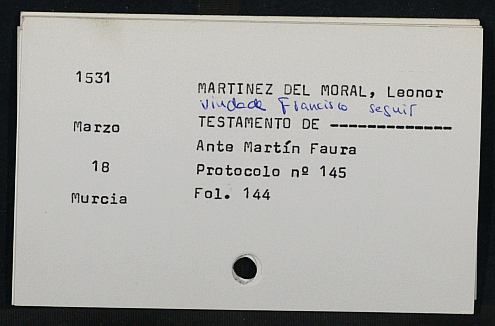 1531
MARTINEZ DEL MORAL, Leonor
viuda de Francisco seguir
Marzo
TESTAMENTO DE -------------
Ante Martín Faura
18
Protocolo nº 145
Murcia
Fol. 144